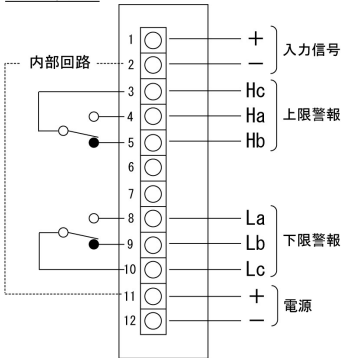 1 + 入力信号
内部回路 2 −
3 Hc
4 Ha 上限警報
5 Hb
6
7
8 La
9 Lb 下限警報
10 Lc
11 + 電源
12 −